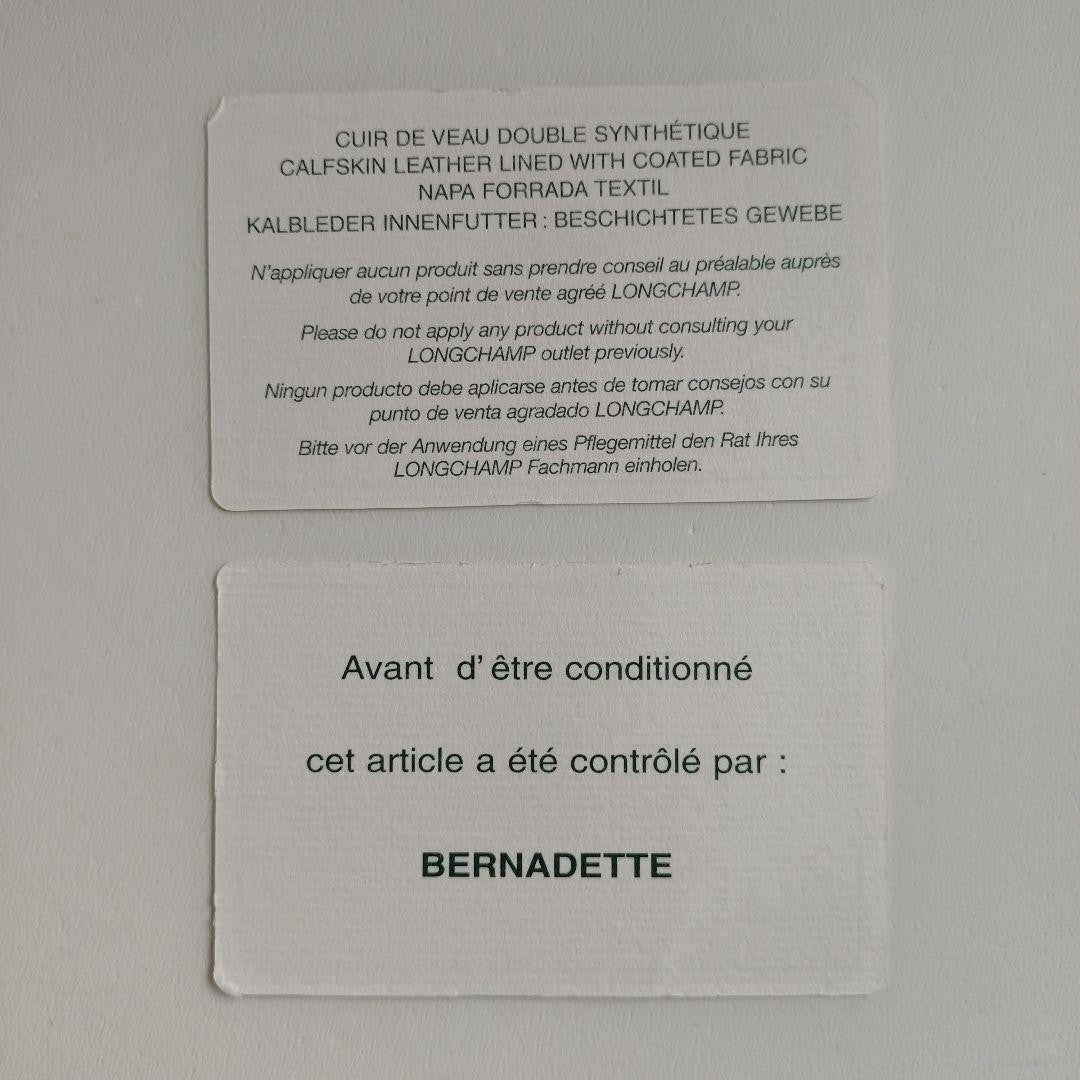 CUIR DE VEAU DOUBLE SYNTHÉTIQUE
CALFSKIN LEATHER LINED WITH COATED FABRIC
NAPA FORRADA TEXTIL
KALBLEDER INNENFUTTER : BESCHICHTETES GEWEBE
N'appliquer aucun produit sans prendre conseil au préalable auprès
de votre point de vente agréé LONGCHAMP.
Please do not apply any product without consulting your
LONGCHAMP outlet previously.
Ningun producto debe aplicarse antes de tomar consejos con su
punto de venta agradado LONGCHAMP.
Bitte vor der Anwendung eines Pflegemittel den Rat Ihres
LONGCHAMP Fachmann einholen.
Avant d' être conditionné
cet article a été contrôlé par :
BERNADETTE